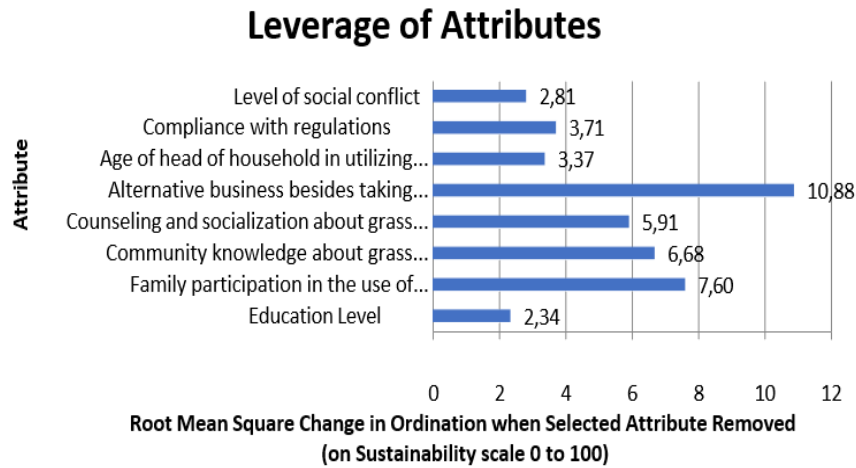 Leverage of Attributes
Attribute
Level of social conflict 2,81
Compliance with regulations 3,71
Age of head of household in utilizing... 3,37
Alternative business besides taking... 10,88
Counseling and socialization about grass... 5,91
Community knowledge about grass... 6,68
Family participation in the use of... 7,60
Education Level 2,34
0 2 4 6 8 10 12
Root Mean Square Change in Ordination when Selected Attribute Removed
(on Sustainability scale 0 to 100)